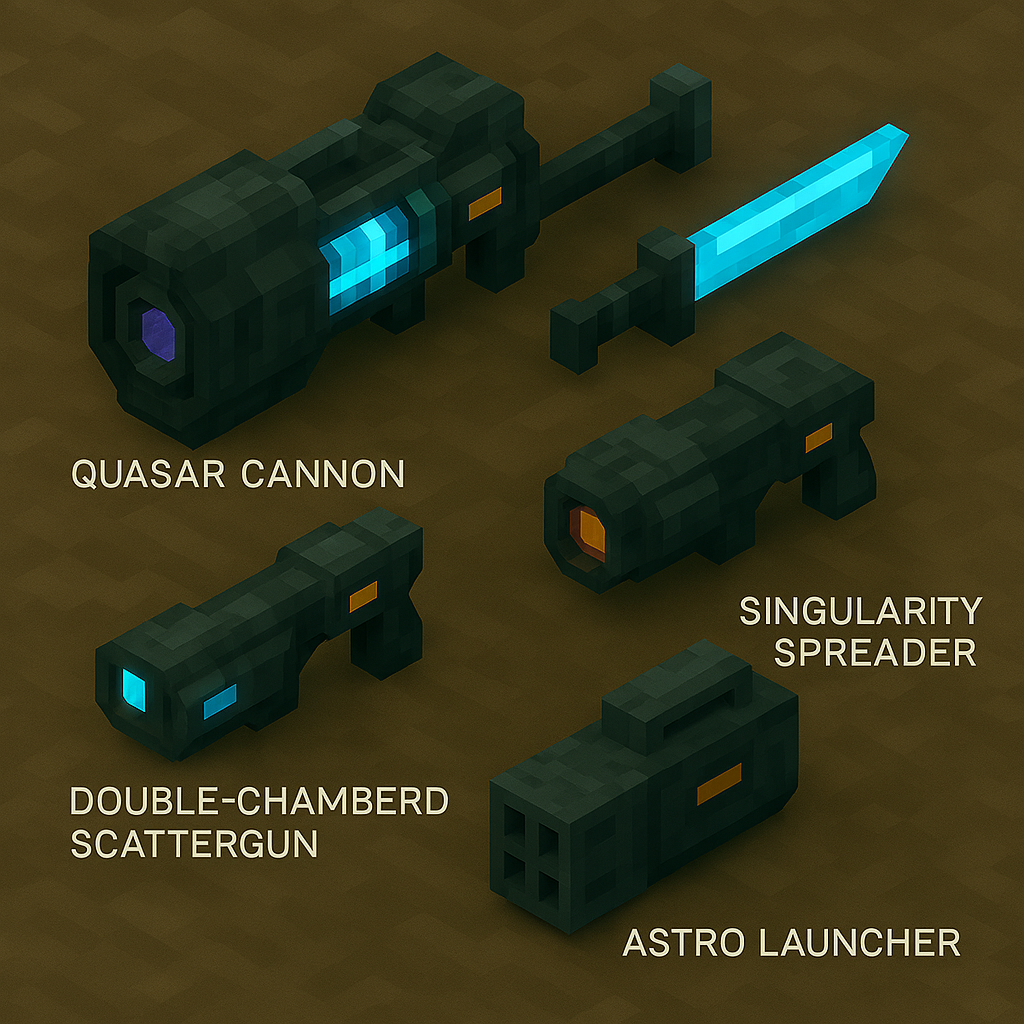 QUASAR CANNON
SINGULARITY
SPREADER
DOUBLE-CHAMBERD
SCATTERGUN
ASTRO LAUNCHER